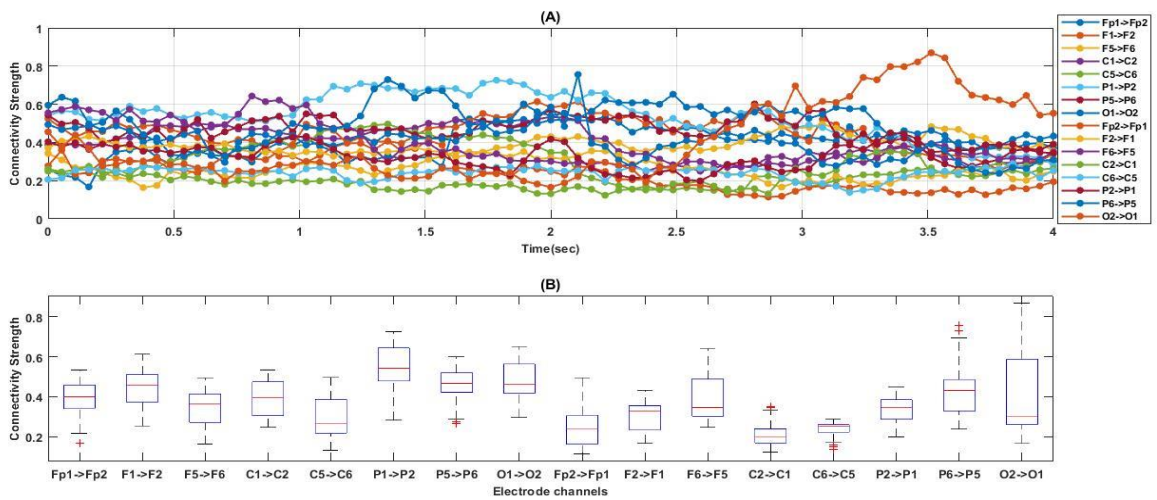 (A)
1
0.8
0.6
0.4
0.2
0
Connectivity Strength
0 0.5 1 1.5 2 2.5 3 3.5 4
Time(sec)
Fp1->Fp2
F1->F2
F5->F6
C1->C2
C5->C6
P1->P2
P5->P6
O1->O2
Fp2->Fp1
F2->F1
F6->F5
C2->C1
C6->C5
P2->P1
P6->P5
O2->O1
(B)
0.8
0.6
0.4
0.2
Connectivity Strength
Fp1->Fp2 F1->F2 F5->F6 C1->C2 C5->C6 P1->P2 P5->P6 O1->O2 Fp2->Fp1 F2->F1 F6->F5 C2->C1 C6->C5 P2->P1 P6->P5 O2->O1
Electrode channels